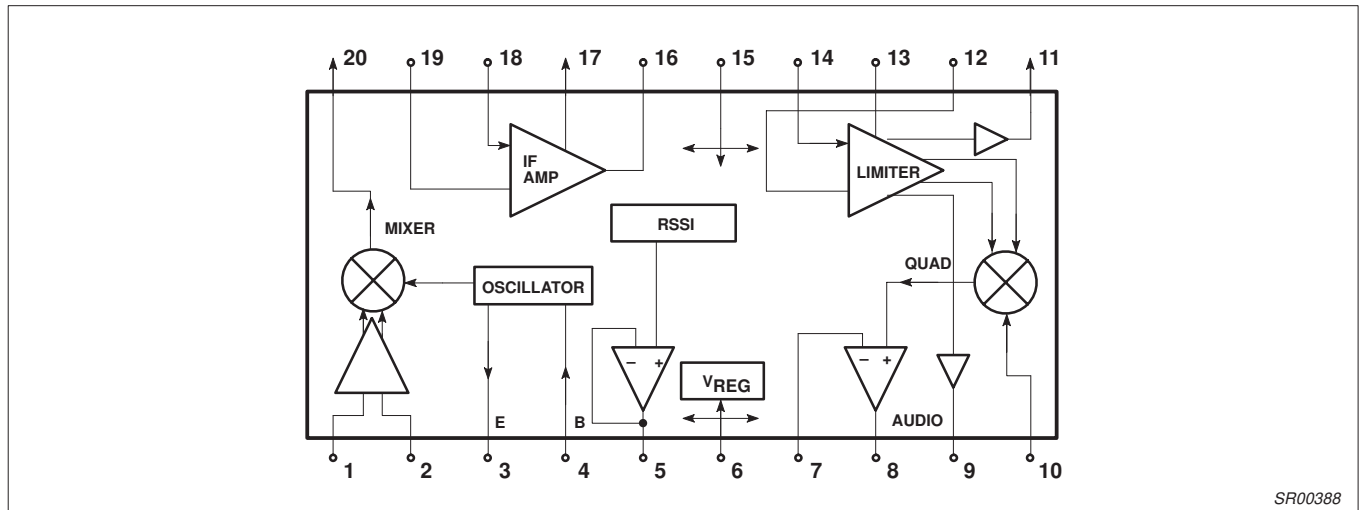 20 19 18 17 16 15 14 13 12 11
IF
AMP
LIMITER
RSSI
MIXER
QUAD
OSCILLATOR
– +
– +
VREG
E B AUDIO
1 2 3 4 5 6 7 8 9 10
SR00388